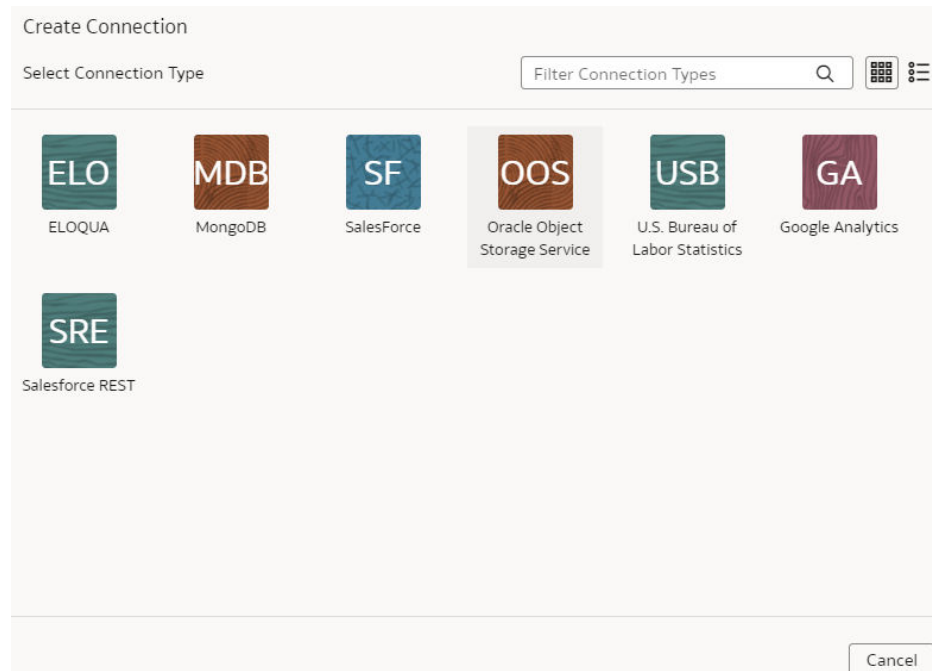 Create Connection
Select Connection Type
Filter Connection Types
ELO
MDB
SF
OOS
USB
GA
ELOQUA
MongoDB
SalesForce
Oracle Object
Storage Service
U.S. Bureau of
Labor Statistics
Google Analytics
SRE
Salesforce REST
Cancel